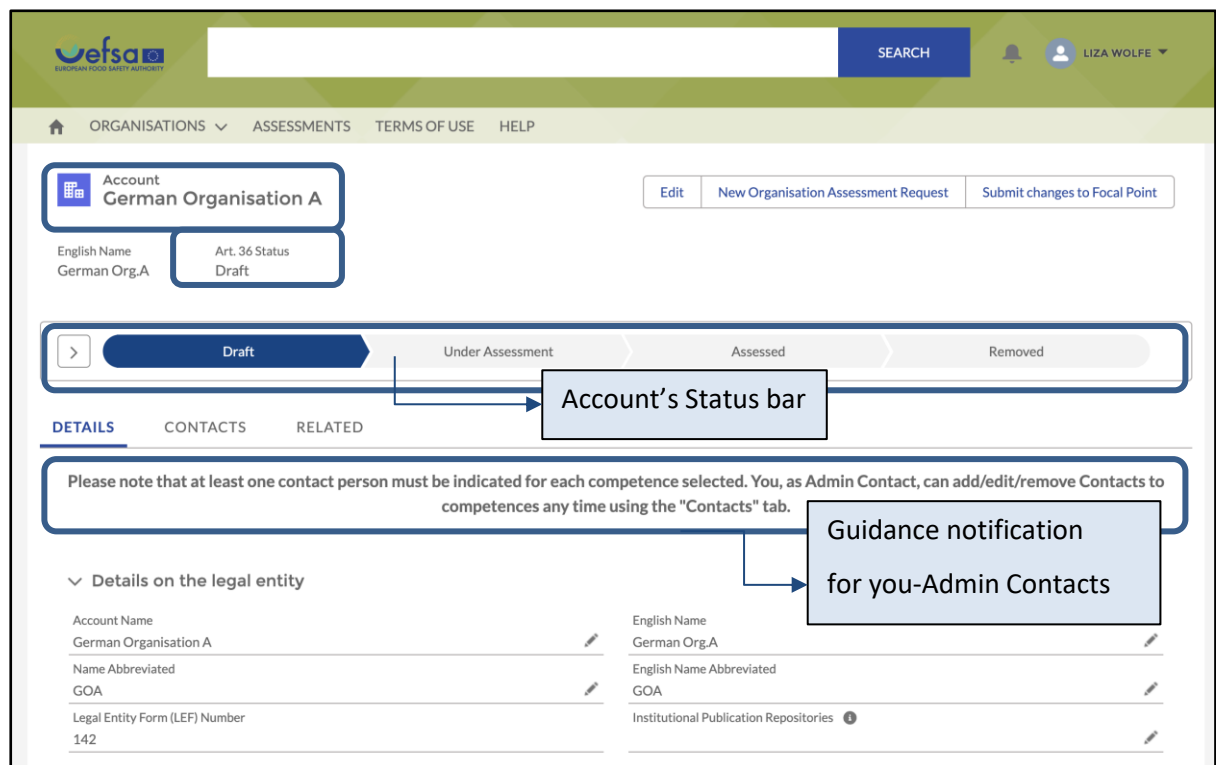 efsa
EUROPEAN FOOD SAFETY AUTHORITY
SEARCH
LIZA WOLFE
ORGANISATIONS ASSESSMENTS TERMS OF USE HELP
Account
German Organisation A
Edit New Organisation Assessment Request Submit changes to Focal Point
English Name Art. 36 Status
German Org.A Draft
Draft Under Assessment Assessed Removed
Account's Status bar
DETAILS CONTACTS RELATED
Please note that at least one contact person must be indicated for each competence selected. You, as Admin Contact, can add/edit/remove Contacts to
competences any time using the "Contacts" tab.
Guidance notification
for you-Admin Contacts
Details on the legal entity
Account Name English Name
German Organisation A German Org.A
Name Abbreviated English Name Abbreviated
GOA GOA
Legal Entity Form (LEF) Number Institutional Publication Repositories
142